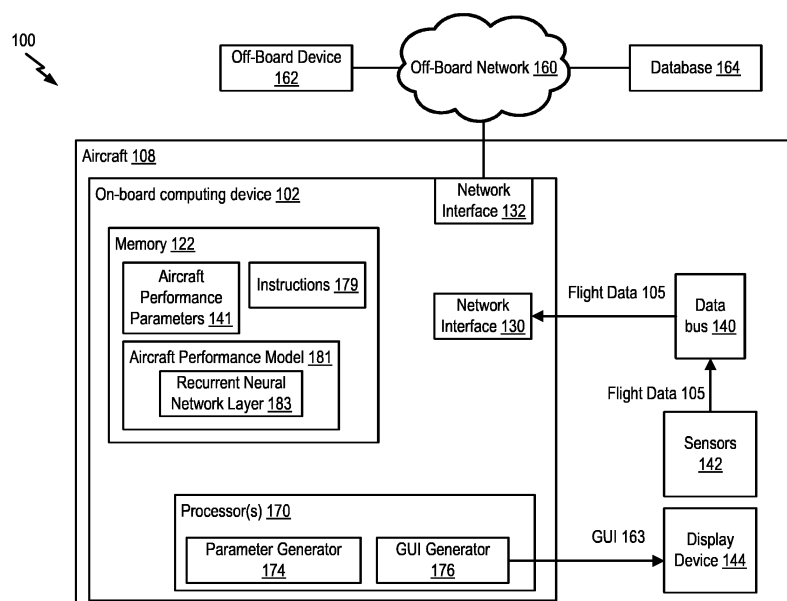 100
Off-Board Device
162
Off-Board Network 160
Database 164
Aircraft 108
On-board computing device 102
Network
Interface 132
Memory 122
Aircraft
Performance
Parameters 141
Instructions 179
Aircraft Performance Model 181
Recurrent Neural
Network Layer 183
Network
Interface 130
Flight Data 105
Data
bus 140
Flight Data 105
Sensors
142
Processor(s) 170
Parameter Generator
174
GUI Generator
176
GUI 163
Display
Device 144